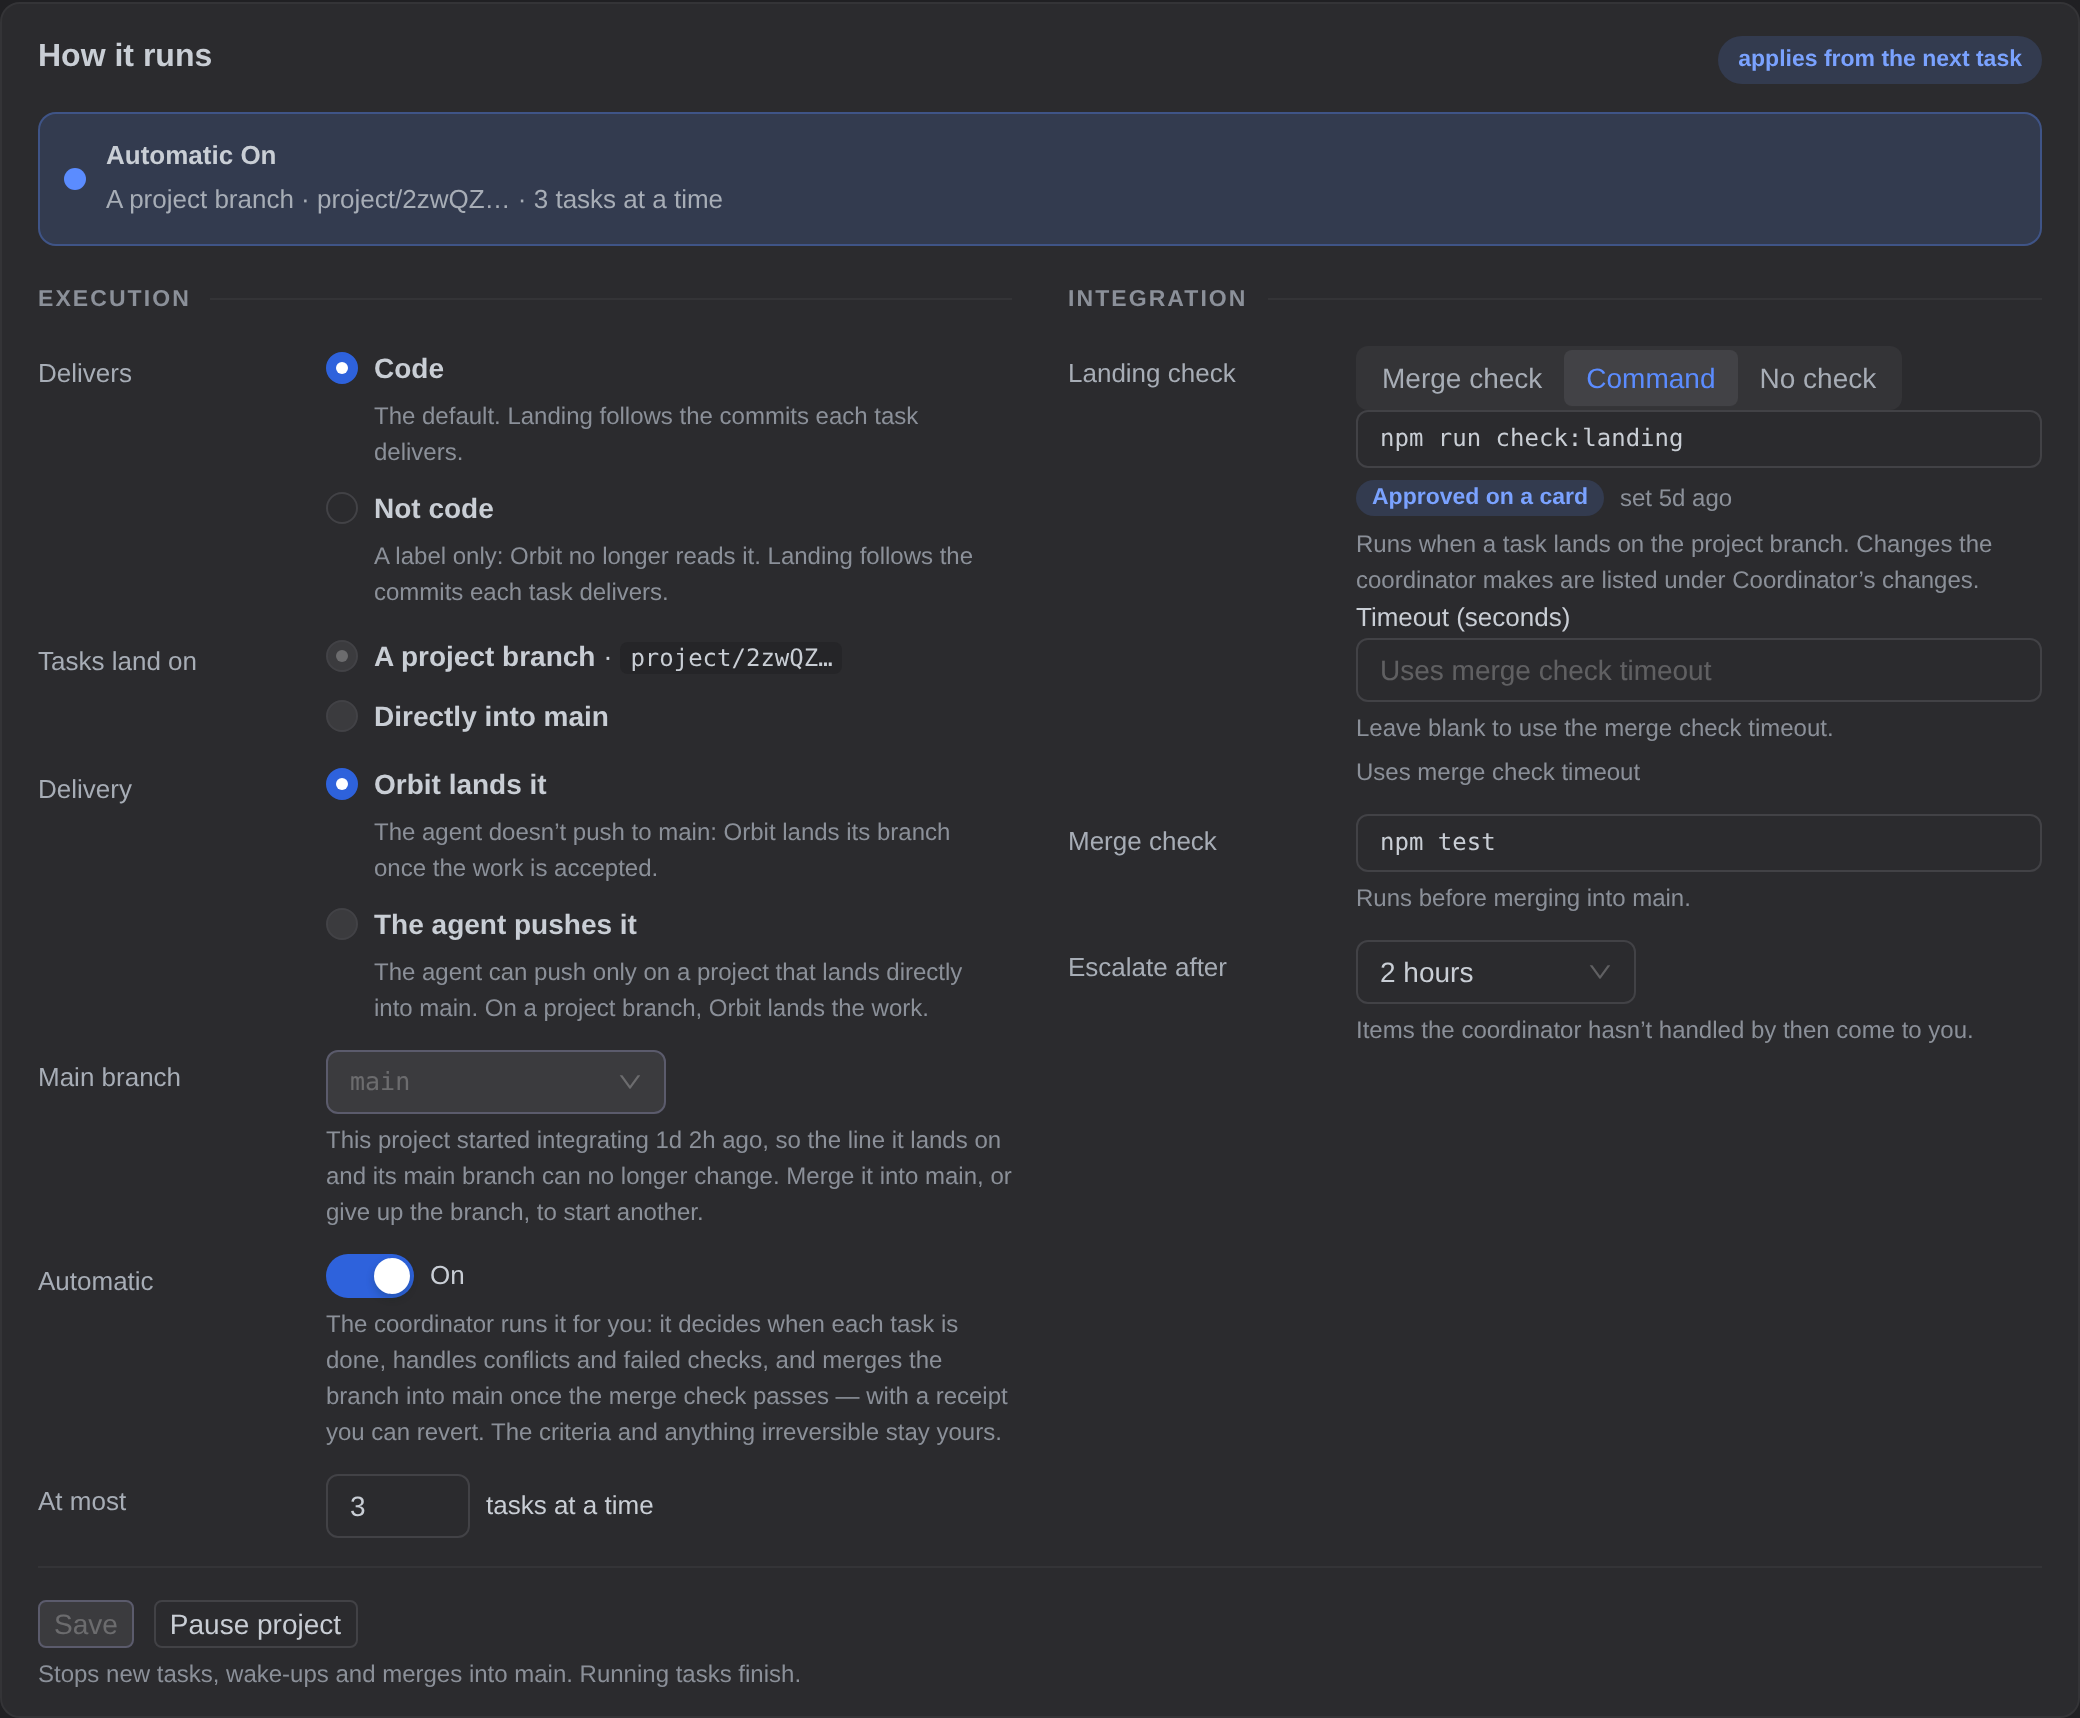 How it runs
applies from the next task
Automatic On
A project branch · project/2zwQZ… · 3 tasks at a time
EXECUTION
Delivers
Code
The default. Landing follows the commits each task
delivers.
Not code
A label only: Orbit no longer reads it. Landing follows the
commits each task delivers.
Tasks land on
A project branch · project/2zwQZ…
Directly into main
Delivery
Orbit lands it
The agent doesn’t push to main: Orbit lands its branch
once the work is accepted.
The agent pushes it
The agent can push only on a project that lands directly
into main. On a project branch, Orbit lands the work.
Main branch
main
This project started integrating 1d 2h ago, so the line it lands on
and its main branch can no longer change. Merge it into main, or
give up the branch, to start another.
Automatic
On
The coordinator runs it for you: it decides when each task is
done, handles conflicts and failed checks, and merges the
branch into main once the merge check passes — with a receipt
you can revert. The criteria and anything irreversible stay yours.
At most
3 tasks at a time
INTEGRATION
Landing check
Merge check Command No check
npm run check:landing
Approved on a card set 5d ago
Runs when a task lands on the project branch. Changes the
coordinator makes are listed under Coordinator’s changes.
Timeout (seconds)
Uses merge check timeout
Leave blank to use the merge check timeout.
Uses merge check timeout
Merge check
npm test
Runs before merging into main.
Escalate after
2 hours
Items the coordinator hasn’t handled by then come to you.
Save Pause project
Stops new tasks, wake-ups and merges into main. Running tasks finish.